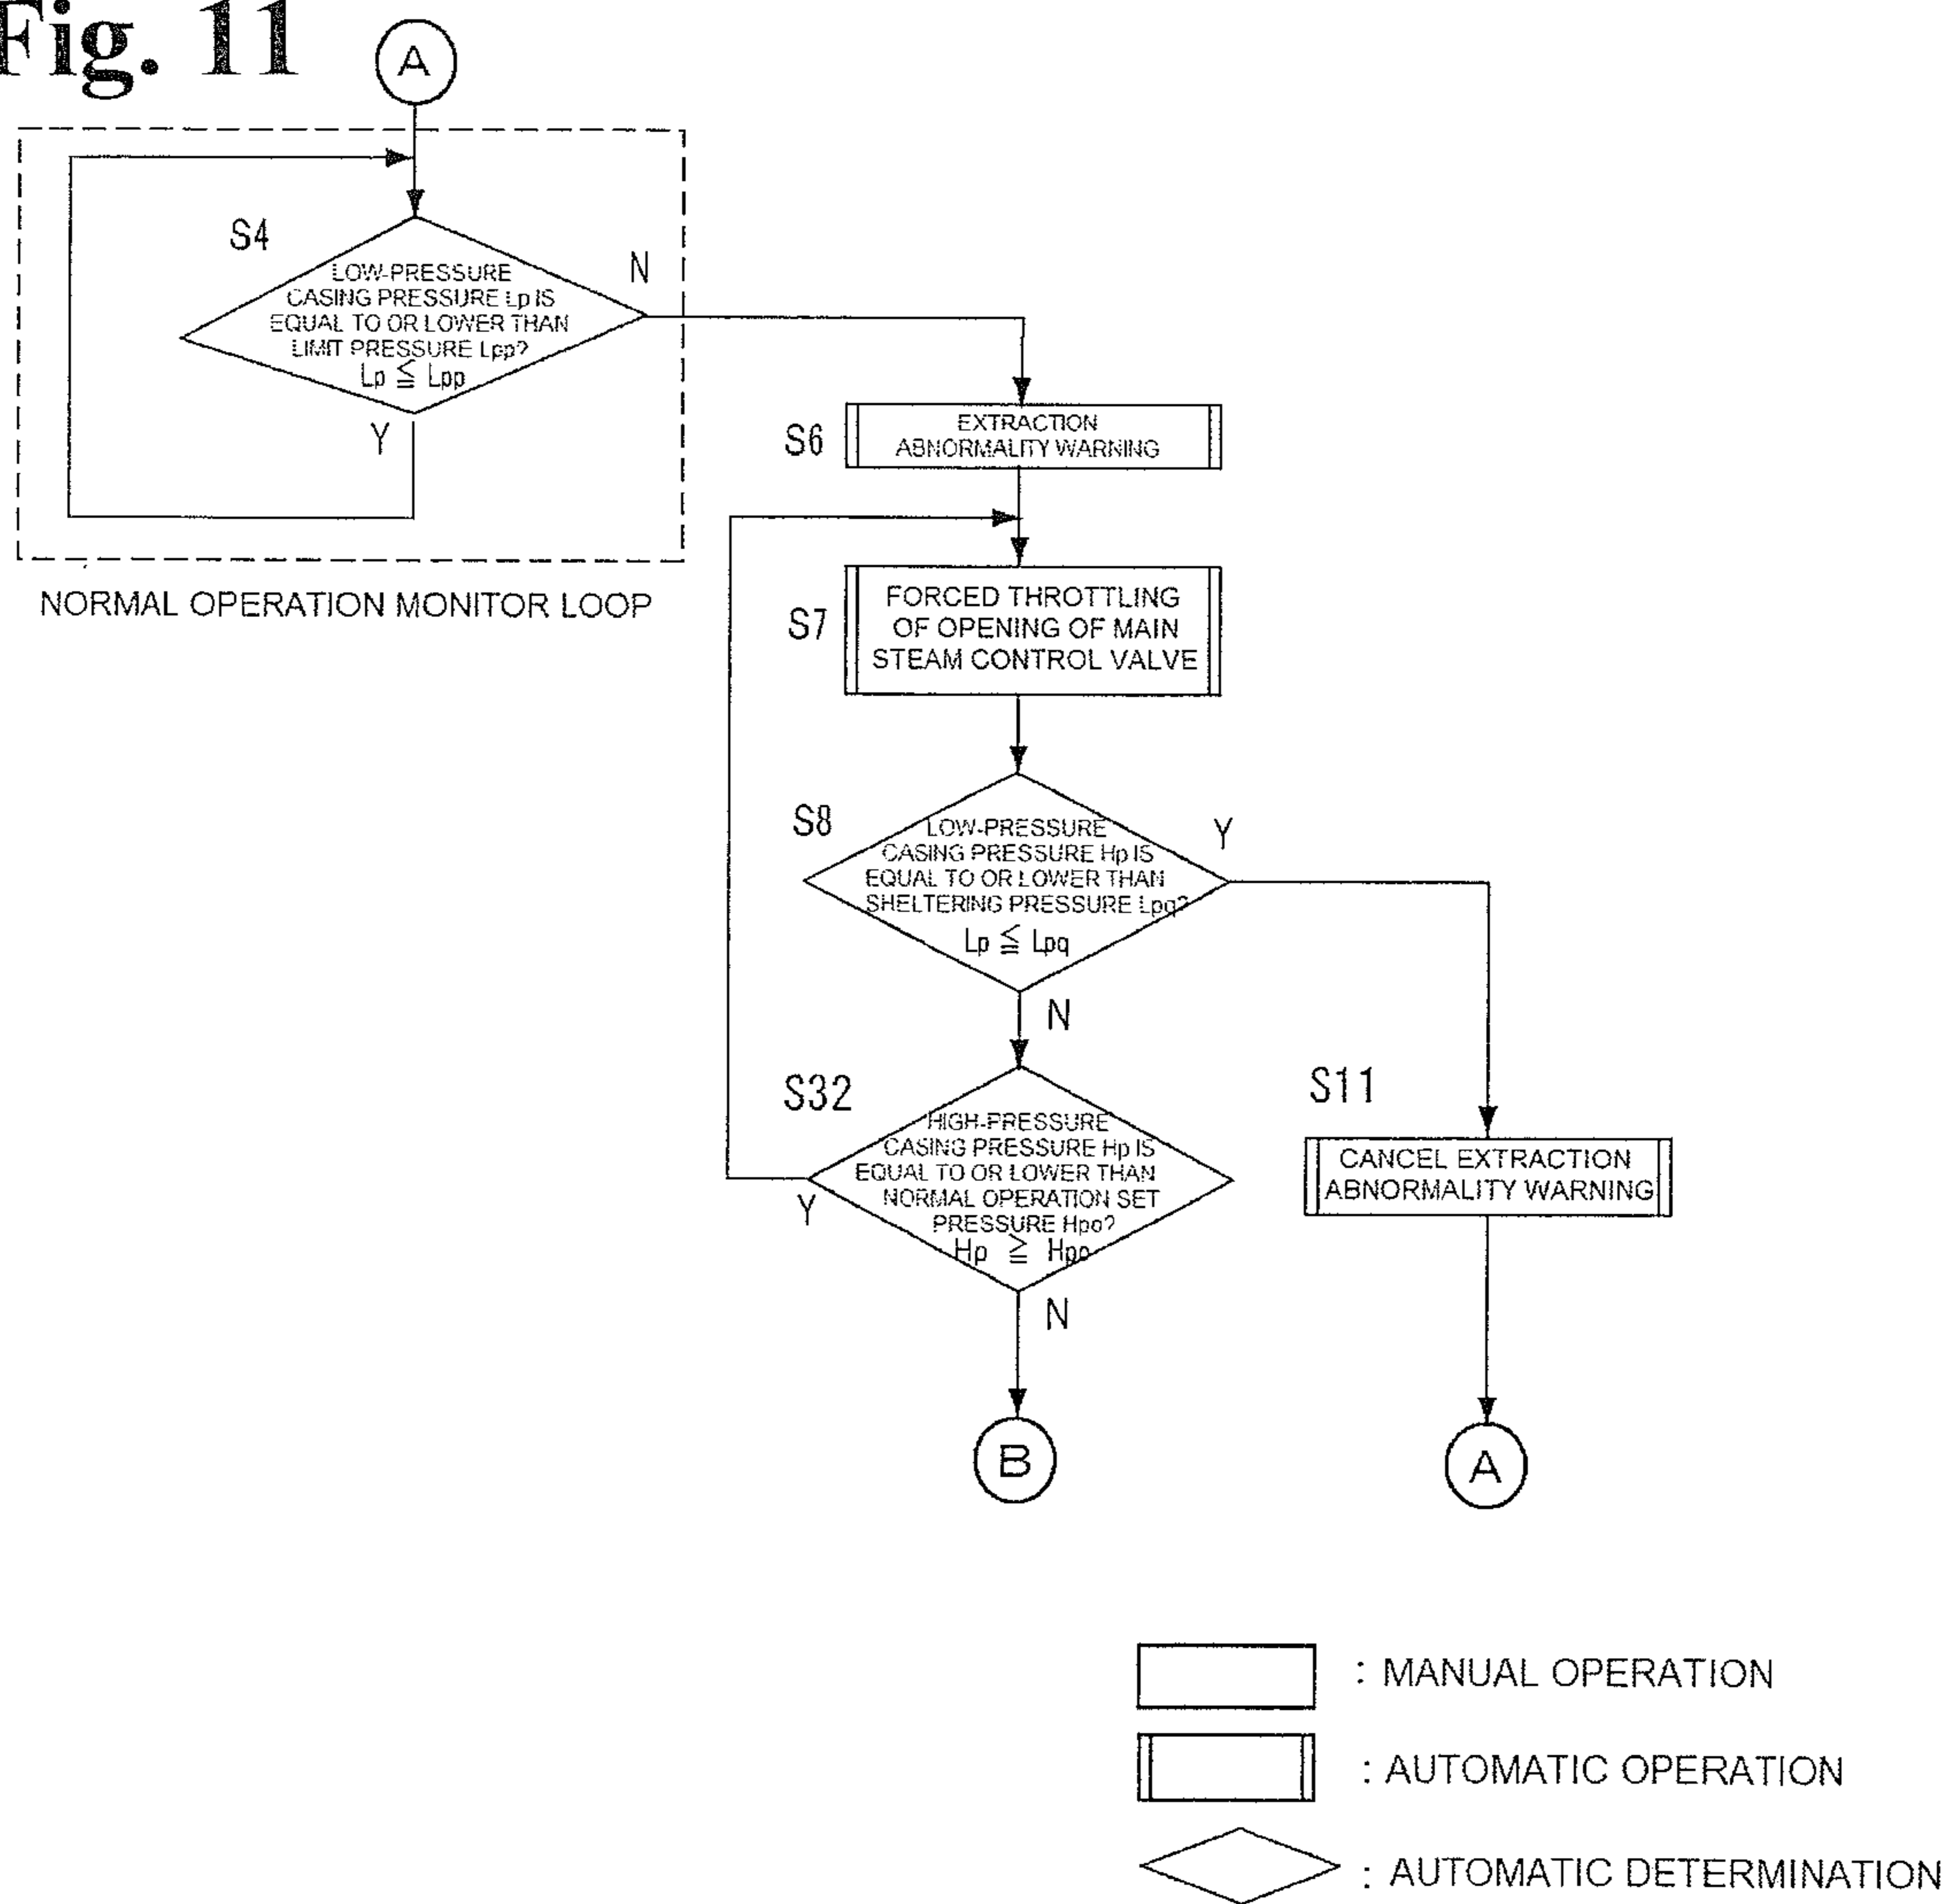 Fig. 11
A
S4
N
LOW-PRESSURE
CASING PRESSURE Lp IS
EQUAL TO OR LOWER THAN
LIMIT PRESSURE Lpp?
Lp ≦ Lpp
Y
NORMAL OPERATION MONITOR LOOP
S6
EXTRACTION
ABNORMALITY WARNING
S7
FORCED THROTTLING
OF OPENING OF MAIN
STEAM CONTROL VALVE
S8
Y
LOW-PRESSURE
CASING PRESSURE Hp IS
EQUAL TO OR LOWER THAN
SHELTERING PRESSURE Lpq?
Lp ≦ Lpq
N
S32
HIGH-PRESSURE
CASING PRESSURE Hp IS
EQUAL TO OR LOWER THAN
NORMAL OPERATION SET
PRESSURE Hpo?
Hp ≧ Hpo
Y
N
S11
CANCEL EXTRACTION
ABNORMALITY WARNING
B
A
: MANUAL OPERATION
: AUTOMATIC OPERATION
: AUTOMATIC DETERMINATION